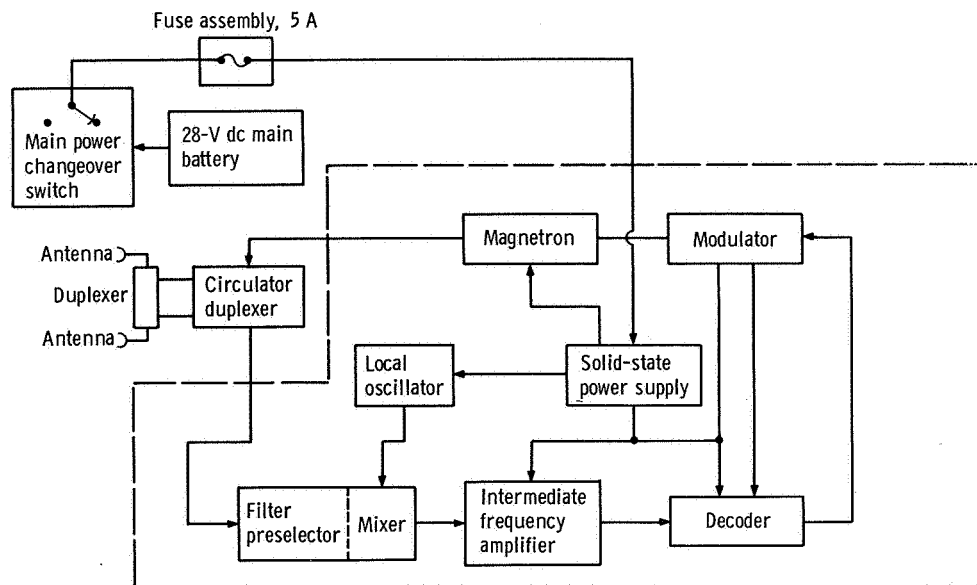 Fuse assembly, 5 A
Main power
changeover
switch
28-V dc main
battery
Magnetron
Modulator
Antenna
Duplexer
Antenna
Circulator
duplexer
Local
oscillator
Solid-state
power supply
Filter
preselector
Mixer
Intermediate
frequency
amplifier
Decoder